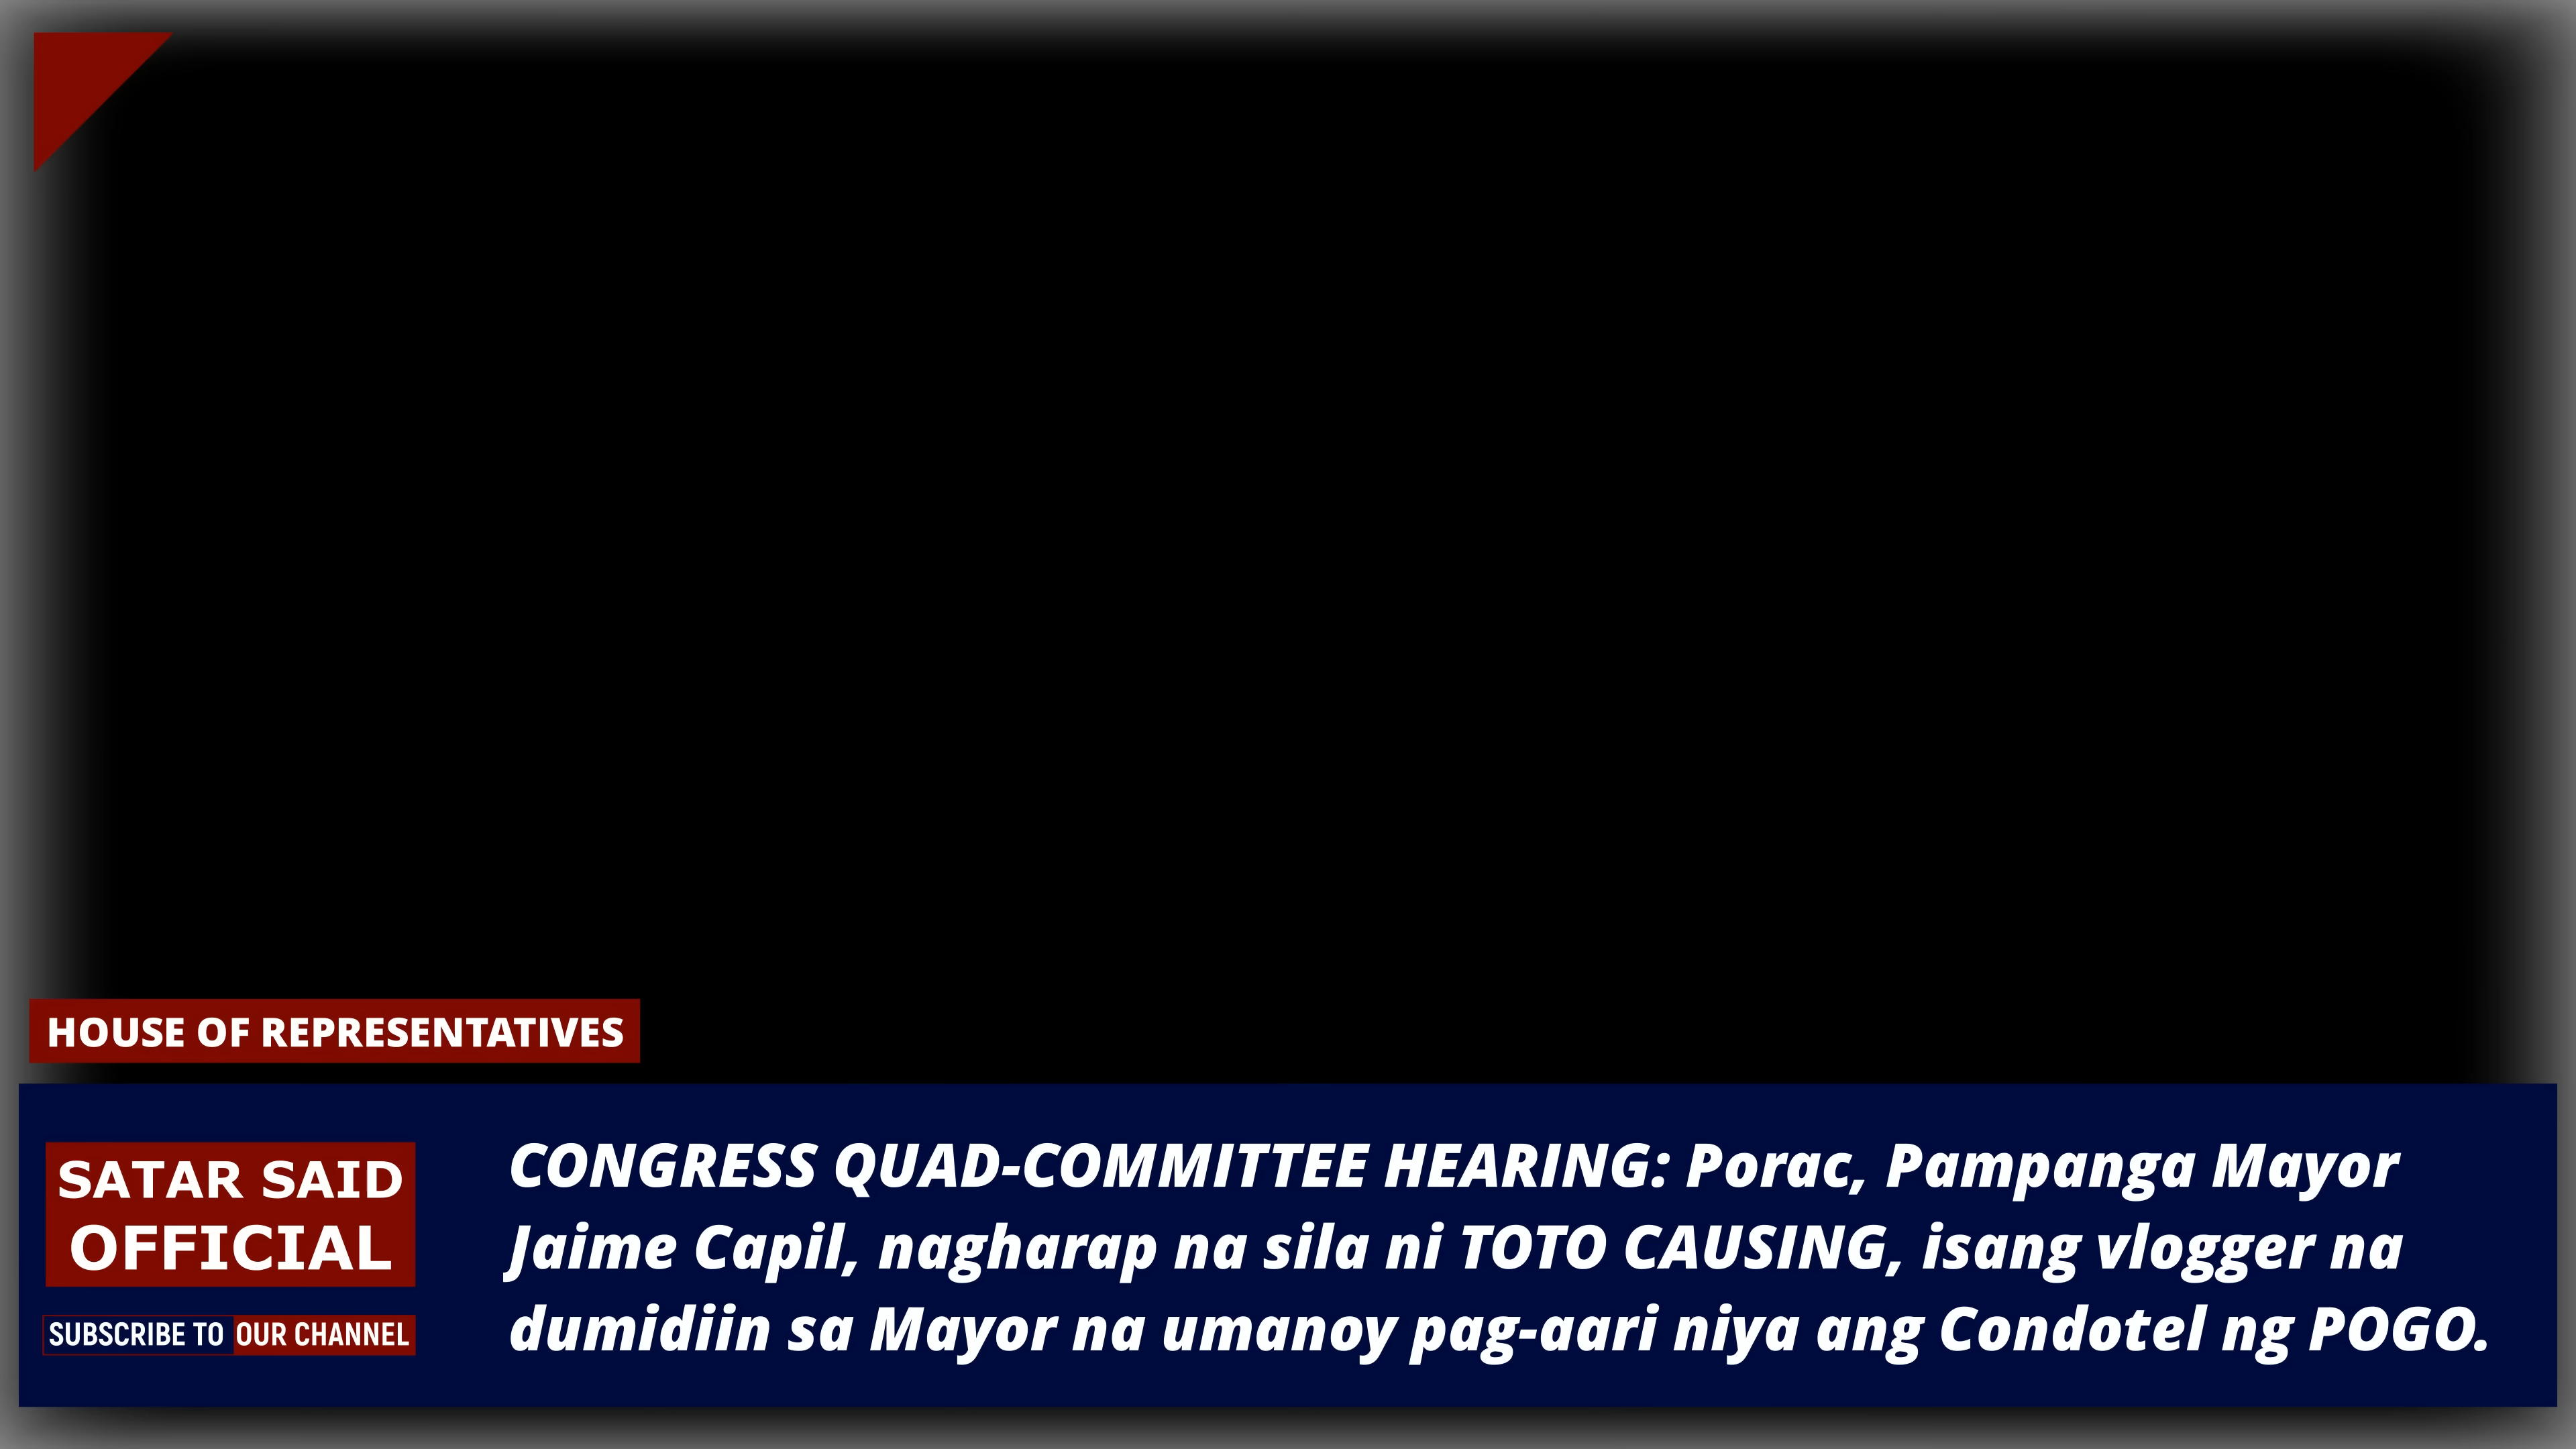 HOUSE OF REPRESENTATIVES
SATAR SAID
OFFICIAL
SUBSCRIBE TO OUR CHANNEL
CONGRESS QUAD-COMMITTEE HEARING: Porac, Pampanga Mayor
Jaime Capil, nagharap na sila ni TOTO CAUSING, isang vlogger na
dumidiin sa Mayor na umanoy pag-aari niya ang Condotel ng POGO.